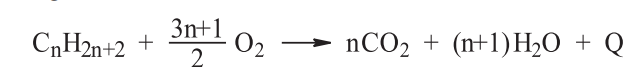 CₙH₂ₙ₊₂ + 3n+1/2 O₂ ⟶ nCO₂ + (n+1)H₂O + Q